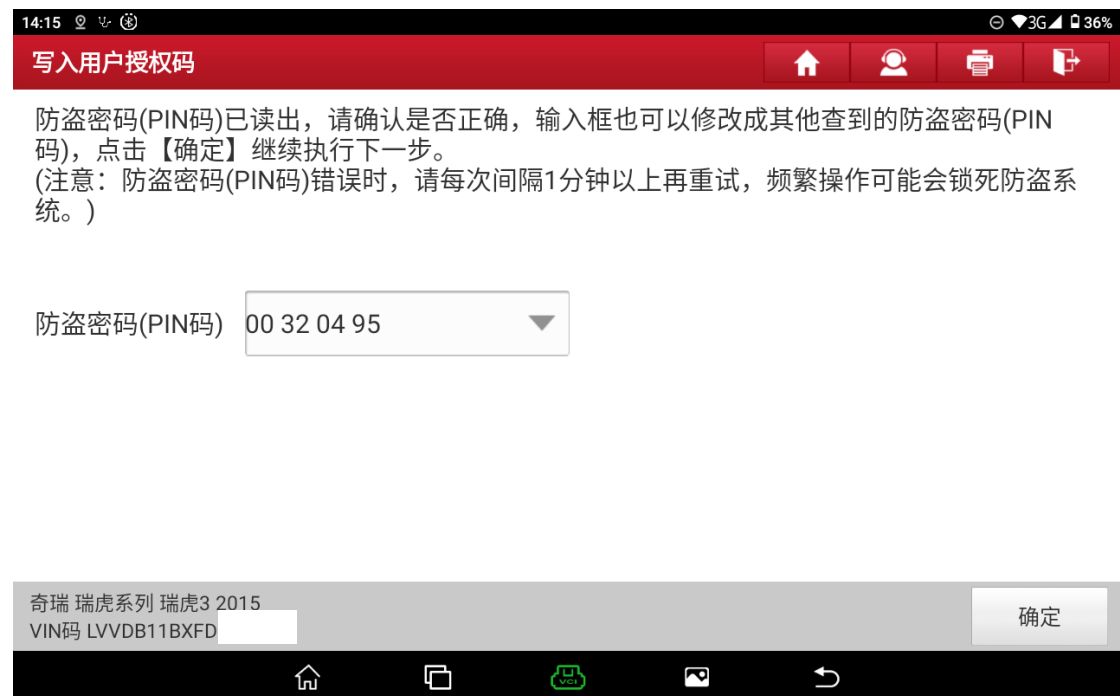 14:15 3G 36%
写入用户授权码
防盗密码(PIN码)已读出，请确认是否正确，输入框也可以修改成其他查到的防盗密码(PIN
码)，点击【确定】继续执行下一步。
(注意：防盗密码(PIN码)错误时，请每次间隔1分钟以上再重试，频繁操作可能会锁死防盗系
统。)
防盗密码(PIN码) 00 32 04 95
奇瑞 瑞虎系列 瑞虎3 2015
VIN码 LVVDB11BXFD
确定
VCI